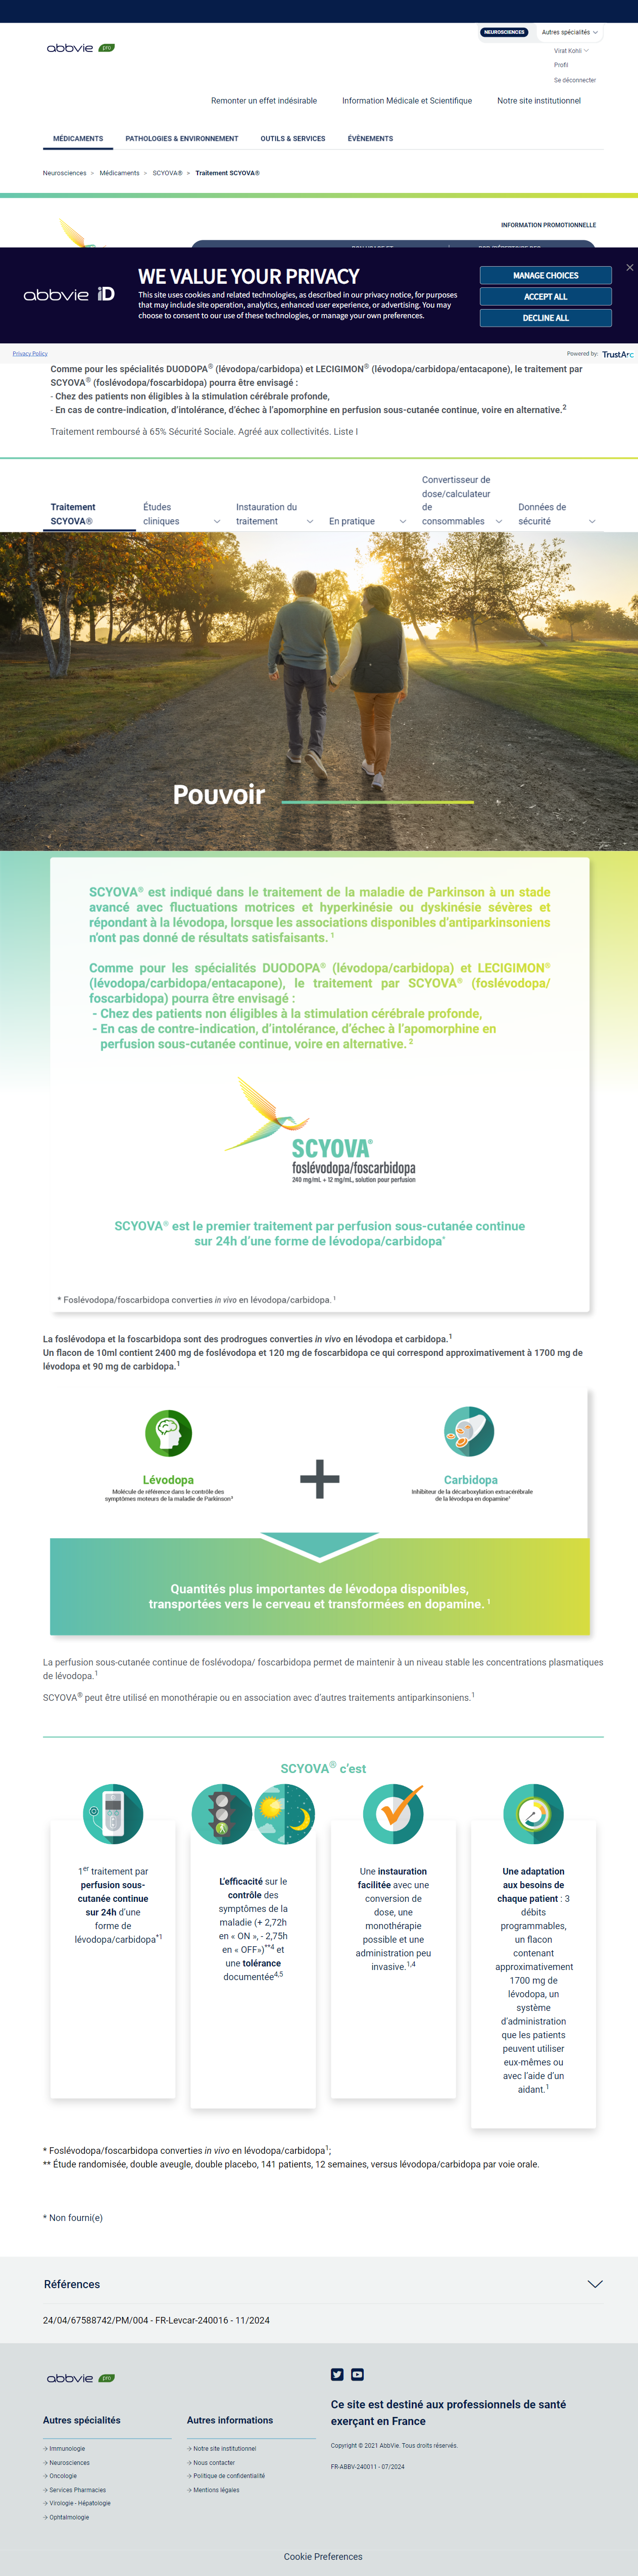 abbvie pro
NEUROSCIENCES
Autres spécialités
Virat Kohli
Profil
Se déconnecter
Remonter un effet indésirable
Information Médicale et Scientifique
Notre site institutionnel
MÉDICAMENTS
PATHOLOGIES & ENVIRONNEMENT
OUTILS & SERVICES
ÉVÈNEMENTS
Neurosciences > Médicaments > SCYOVA® > Traitement SCYOVA®
INFORMATION PROMOTIONNELLE
abbvie iD
WE VALUE YOUR PRIVACY
This site uses cookies and related technologies, as described in our privacy notice, for purposes
that may include site operation, analytics, enhanced user experience, or advertising. You may
choose to consent to our use of these technologies, or manage your own preferences.
MANAGE CHOICES
ACCEPT ALL
DECLINE ALL
Privacy Policy
Powered by: TrustArc
Comme pour les spécialités DUODOPA® (lévodopa/carbidopa) et LECIGIMON® (lévodopa/carbidopa/entacapone), le traitement par
SCYOVA® (foslévodopa/foscarbidopa) pourra être envisagé :
- Chez des patients non éligibles à la stimulation cérébrale profonde,
- En cas de contre-indication, d'intolérance, d'échec à l'apomorphine en perfusion sous-cutanée continue, voire en alternative.2
Traitement remboursé à 65% Sécurité Sociale. Agréé aux collectivités. Liste I
Traitement
SCYOVA®
Études
cliniques
Instauration du
traitement
En pratique
Convertisseur de
dose/calculateur
de
consommables
Données de
sécurité
Pouvoir
SCYOVA® est indiqué dans le traitement de la maladie de Parkinson à un stade
avancé avec fluctuations motrices et hyperkinésie ou dyskinésie sévères et
répondant à la lévodopa, lorsque les associations disponibles d'antiparkinsoniens
n'ont pas donné de résultats satisfaisants. 1
Comme pour les spécialités DUODOPA® (lévodopa/carbidopa) et LECIGIMON®
(lévodopa/carbidopa/entacapone), le traitement par SCYOVA® (foslévodopa/
foscarbidopa) pourra être envisagé :
- Chez des patients non éligibles à la stimulation cérébrale profonde,
- En cas de contre-indication, d'intolérance, d'échec à l'apomorphine en
perfusion sous-cutanée continue, voire en alternative. 2
SCYOVA®
foslévodopa/foscarbidopa
240 mg/mL + 12 mg/mL, solution pour perfusion
SCYOVA® est le premier traitement par perfusion sous-cutanée continue
sur 24h d'une forme de lévodopa/carbidopa*
* Foslévodopa/foscarbidopa converties in vivo en lévodopa/carbidopa. 1
La foslévodopa et la foscarbidopa sont des prodrogues converties in vivo en lévodopa et carbidopa.1
Un flacon de 10ml contient 2400 mg de foslévodopa et 120 mg de foscarbidopa ce qui correspond approximativement à 1700 mg de
lévodopa et 90 mg de carbidopa.1
Lévodopa
Molécule de référence dans le contrôle des
symptômes moteurs de la maladie de Parkinson3
+
Carbidopa
Inhibiteur de la décarboxylation extracérébrale
de la lévodopa en dopamine1
Quantités plus importantes de lévodopa disponibles,
transportées vers le cerveau et transformées en dopamine. 1
La perfusion sous-cutanée continue de foslévodopa/ foscarbidopa permet de maintenir à un niveau stable les concentrations plasmatiques
de lévodopa.1
SCYOVA® peut être utilisé en monothérapie ou en association avec d'autres traitements antiparkinsoniens.1
SCYOVA® c'est
1er traitement par
perfusion sous-
cutanée continue
sur 24h d'une
forme de
lévodopa/carbidopa*1
L'efficacité sur le
contrôle des
symptômes de la
maladie (+ 2,72h
en « ON », - 2,75h
en « OFF»)**4 et
une tolérance
documentée4,5
Une instauration
facilitée avec une
conversion de
dose, une
monothérapie
possible et une
administration peu
invasive.1,4
Une adaptation
aux besoins de
chaque patient : 3
débits
programmables,
un flacon
contenant
approximativement
1700 mg de
lévodopa, un
système
d'administration
que les patients
peuvent utiliser
eux-mêmes ou
avec l'aide d'un
aidant.1
* Foslévodopa/foscarbidopa converties in vivo en lévodopa/carbidopa1;
** Étude randomisée, double aveugle, double placebo, 141 patients, 12 semaines, versus lévodopa/carbidopa par voie orale.
* Non fourni(e)
Références
24/04/67588742/PM/004 - FR-Levcar-240016 - 11/2024
abbvie pro
Autres spécialités
Immunologie
Neurosciences
Oncologie
Services Pharmacies
Virologie - Hépatologie
Ophtalmologie
Autres informations
Notre site institutionnel
Nous contacter
Politique de confidentialité
Mentions légales
Ce site est destiné aux professionnels de santé
exerçant en France
Copyright © 2021 AbbVie. Tous droits réservés.
FR-ABBV-240011 - 07/2024
Cookie Preferences